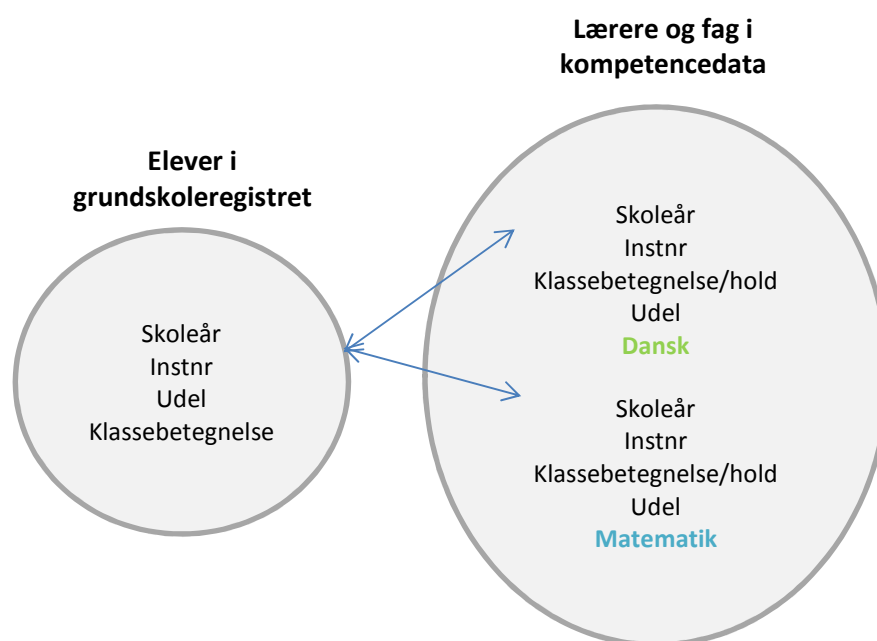 Elever i
grundskoleregistret
Skoleår
Instnr
Udel
Klassebetegnelse
Lærere og fag i
kompetencedata
Skoleår
Instnr
Klassebetegnelse/hold
Udel
Dansk
Skoleår
Instnr
Klassebetegnelse/hold
Udel
Matematik